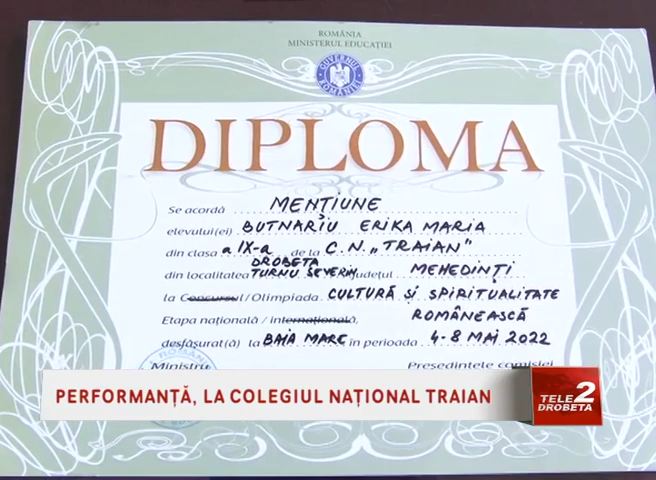 ROMÂNIA
MINISTERUL EDUCAȚIEI
GUVERNUL ROMÂNIEI
DIPLOMA
Se acordă MENȚIUNE
elevului(ei) BUTNARIU ERIKA MARIA
din clasa a IX-a de la C.N. „TRAIAN"
din localitatea DROBETA TURNU SEVERIN județul MEHEDINȚI
la Concursul/Olimpiada CULTURĂ ȘI SPIRITUALITATE
ROMÂNEASCĂ
Etapa națională / internațională,
desfășurat(ă) la BAIA MARE în perioada 4-8 MAI 2022
Ministru Președintele comisiei
PERFORMANȚĂ, LA COLEGIUL NAȚIONAL TRAIAN
TELE 2 DROBETA